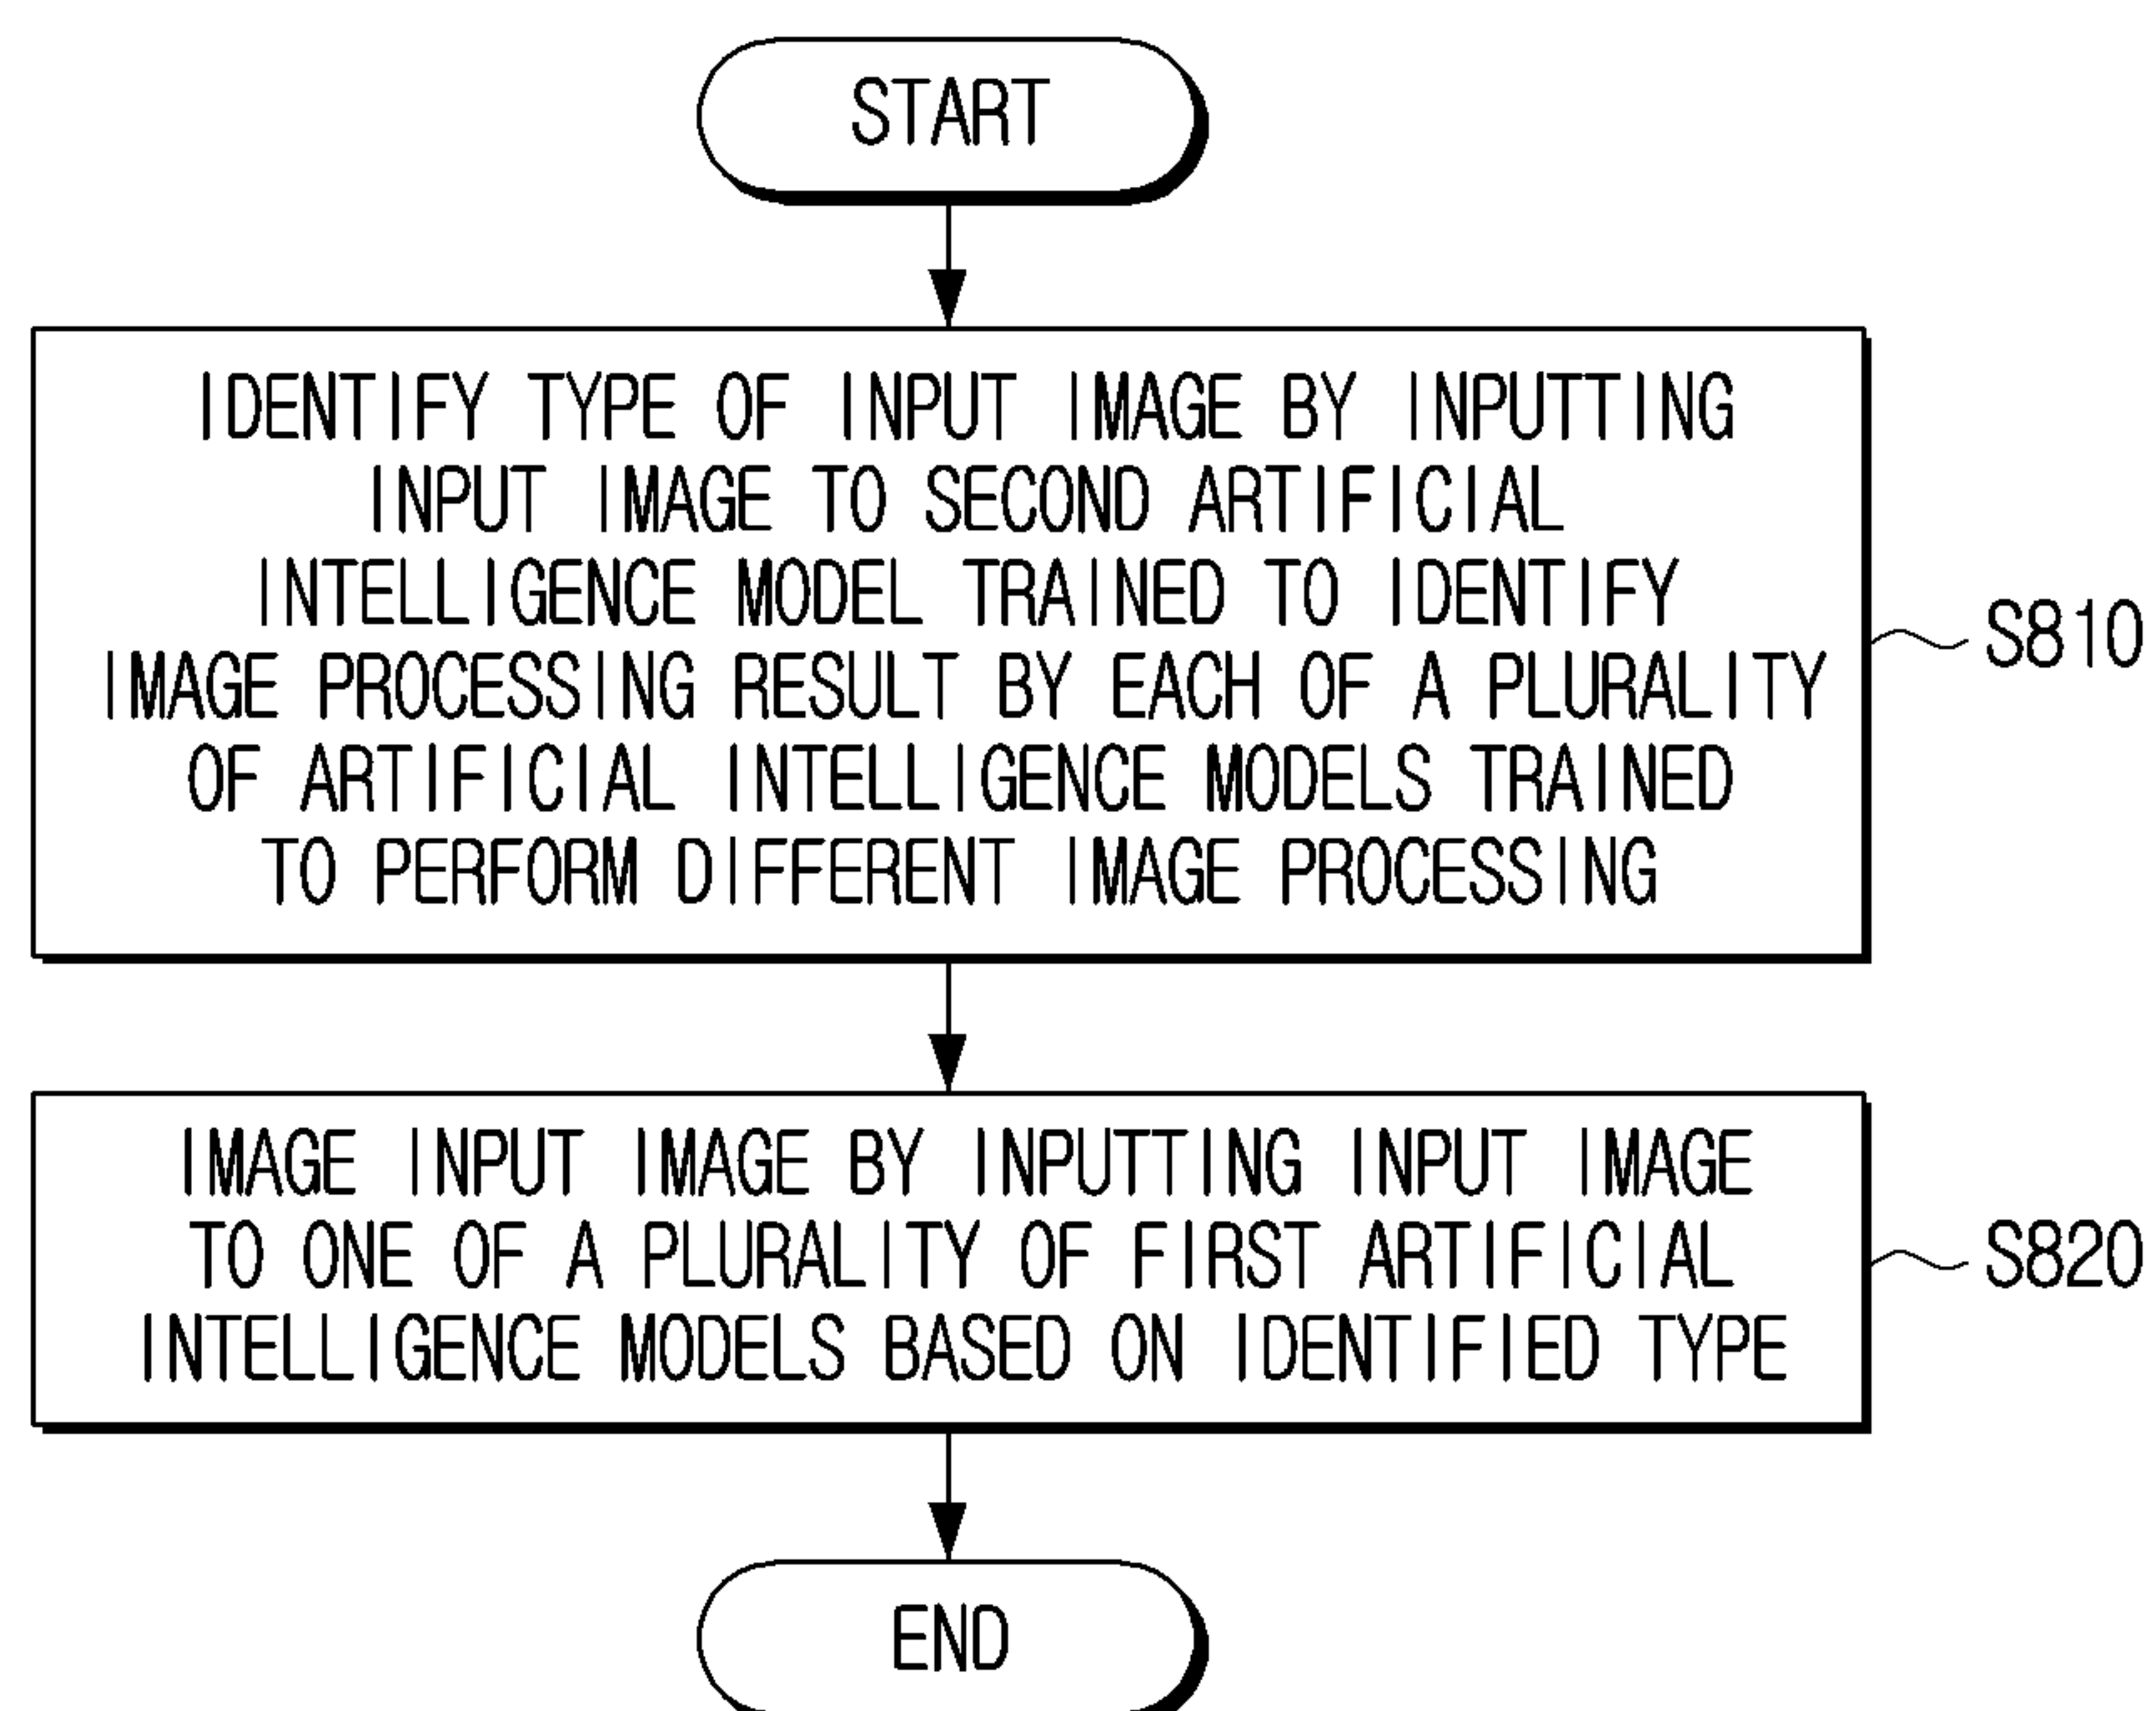 START
IDENTIFY TYPE OF INPUT IMAGE BY INPUTTING
INPUT IMAGE TO SECOND ARTIFICIAL
INTELLIGENCE MODEL TRAINED TO IDENTIFY
IMAGE PROCESSING RESULT BY EACH OF A PLURALITY
OF ARTIFICIAL INTELLIGENCE MODELS TRAINED
TO PERFORM DIFFERENT IMAGE PROCESSING
S810
IMAGE INPUT IMAGE BY INPUTTING INPUT IMAGE
TO ONE OF A PLURALITY OF FIRST ARTIFICIAL
INTELLIGENCE MODELS BASED ON IDENTIFIED TYPE
S820
END